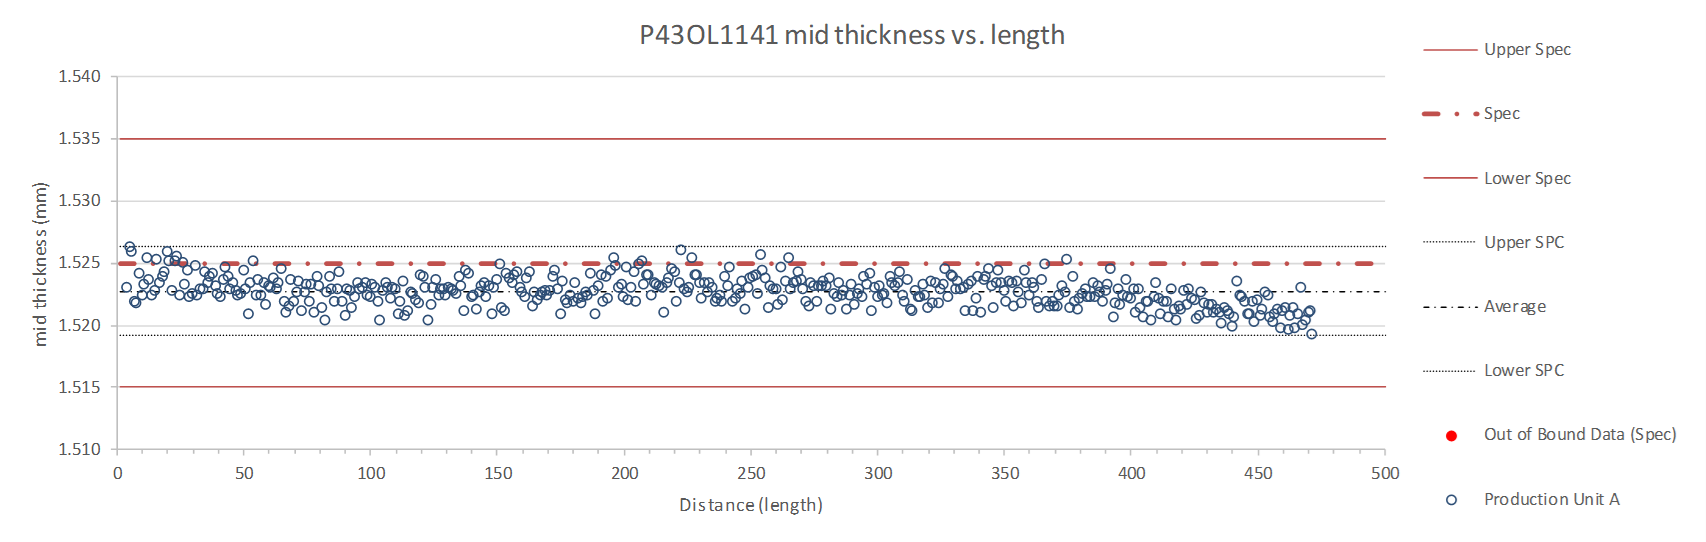 P43OL1141 mid thickness vs. length
mid thickness (mm)
1.540
1.535
1.530
1.525
1.520
1.515
1.510
0 50 100 150 200 250 300 350 400 450 500
Distance (length)
Upper Spec
Spec
Lower Spec
Upper SPC
Average
Lower SPC
Out of Bound Data (Spec)
Production Unit A